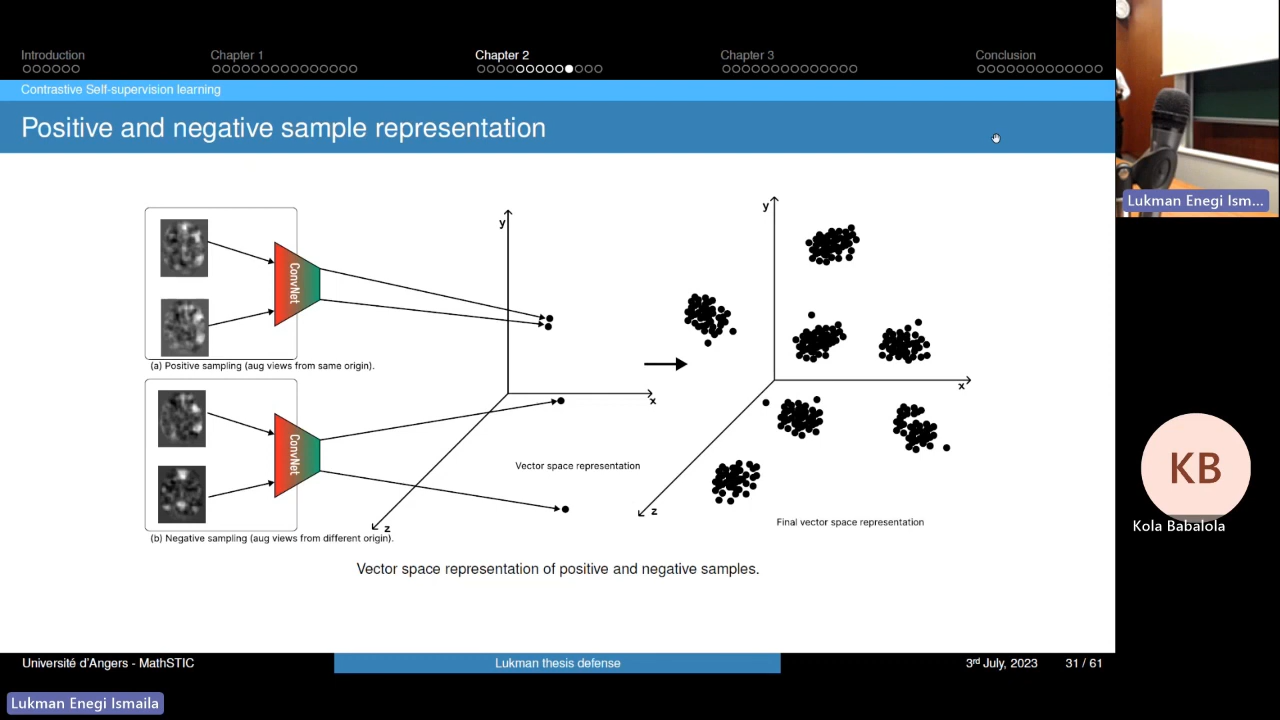 Introduction
Chapter 1
Chapter 2
Chapter 3
Conclusion
Contrastive Self-supervision learning
Positive and negative sample representation
ConvNet
(a) Positive sampling (aug views from same origin).
ConvNet
(b) Negative sampling (aug views from different origin).
y
x
z
Vector space representation
y
x
z
Final vector space representation
Vector space representation of positive and negative samples.
Université d'Angers - MathSTIC
Lukman thesis defense
3rd July, 2023
31 / 61
Lukman Enegi Ismaila
Lukman Enegi Ism...
KB
Kola Babalola